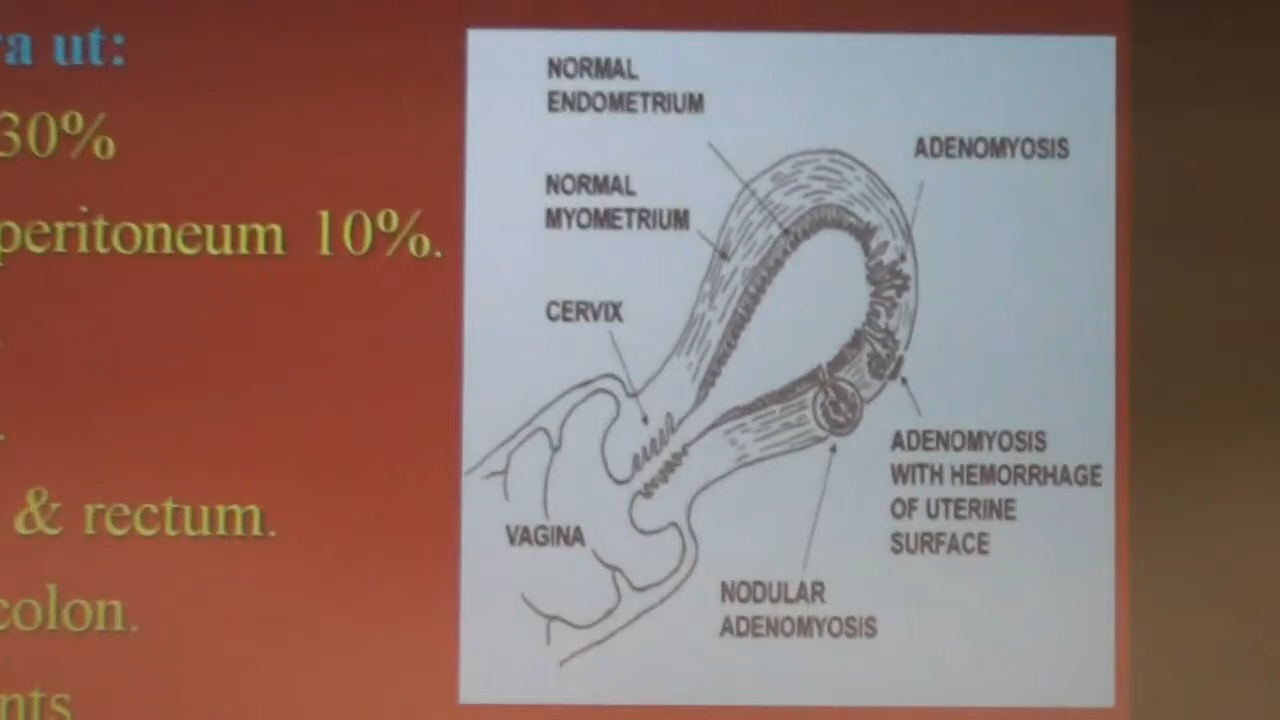 ut:
30%
peritoneum 10%.
& rectum.
colon.
NORMAL
ENDOMETRIUM
ADENOMYOSIS
NORMAL
MYOMETRIUM
CERVIX
ADENOMYOSIS
WITH HEMORRHAGE
OF UTERINE
SURFACE
VAGINA
NODULAR
ADENOMYOSIS